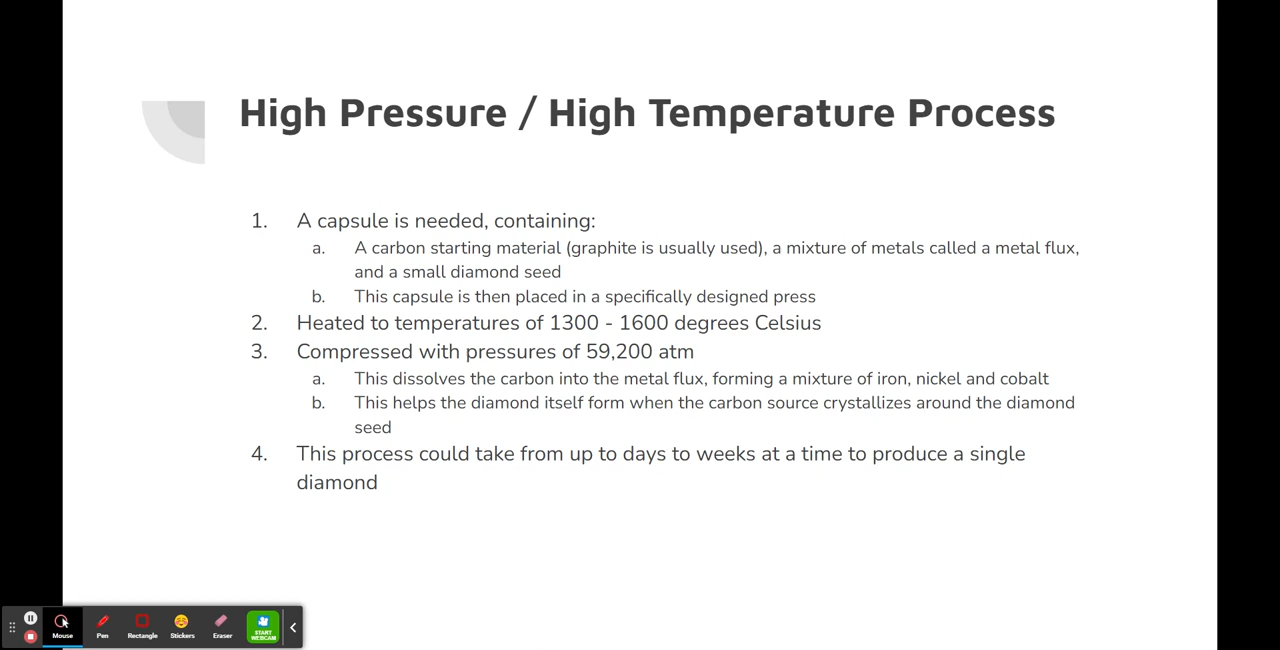 High Pressure / High Temperature Process
1. A capsule is needed, containing:
a. A carbon starting material (graphite is usually used), a mixture of metals called a metal flux,
and a small diamond seed
b. This capsule is then placed in a specifically designed press
2. Heated to temperatures of 1300 - 1600 degrees Celsius
3. Compressed with pressures of 59,200 atm
a. This dissolves the carbon into the metal flux, forming a mixture of iron, nickel and cobalt
b. This helps the diamond itself form when the carbon source crystallizes around the diamond
seed
4. This process could take from up to days to weeks at a time to produce a single
diamond
Mouse Pen Rectangle Stickers Eraser START
WEBCAM